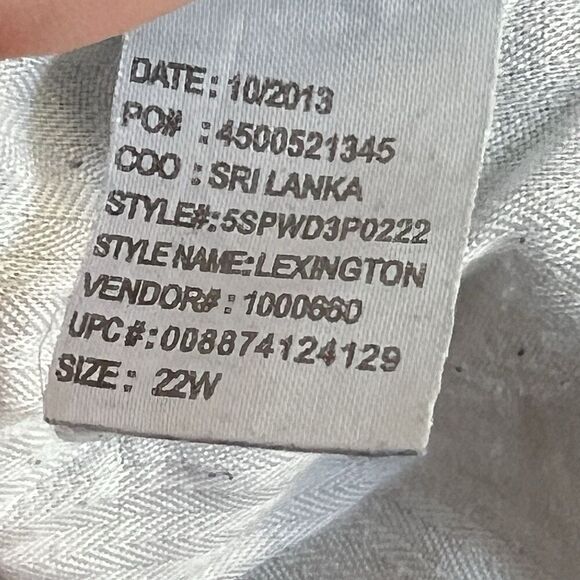 DATE: 10/2013
PO# : 4500521345
COO : SRI LANKA
STYLE#: 5SPWD3P0222
STYLE NAME: LEXINGTON
VENDOR# : 1000660
UPC #: 008874124129
SIZE : 22W